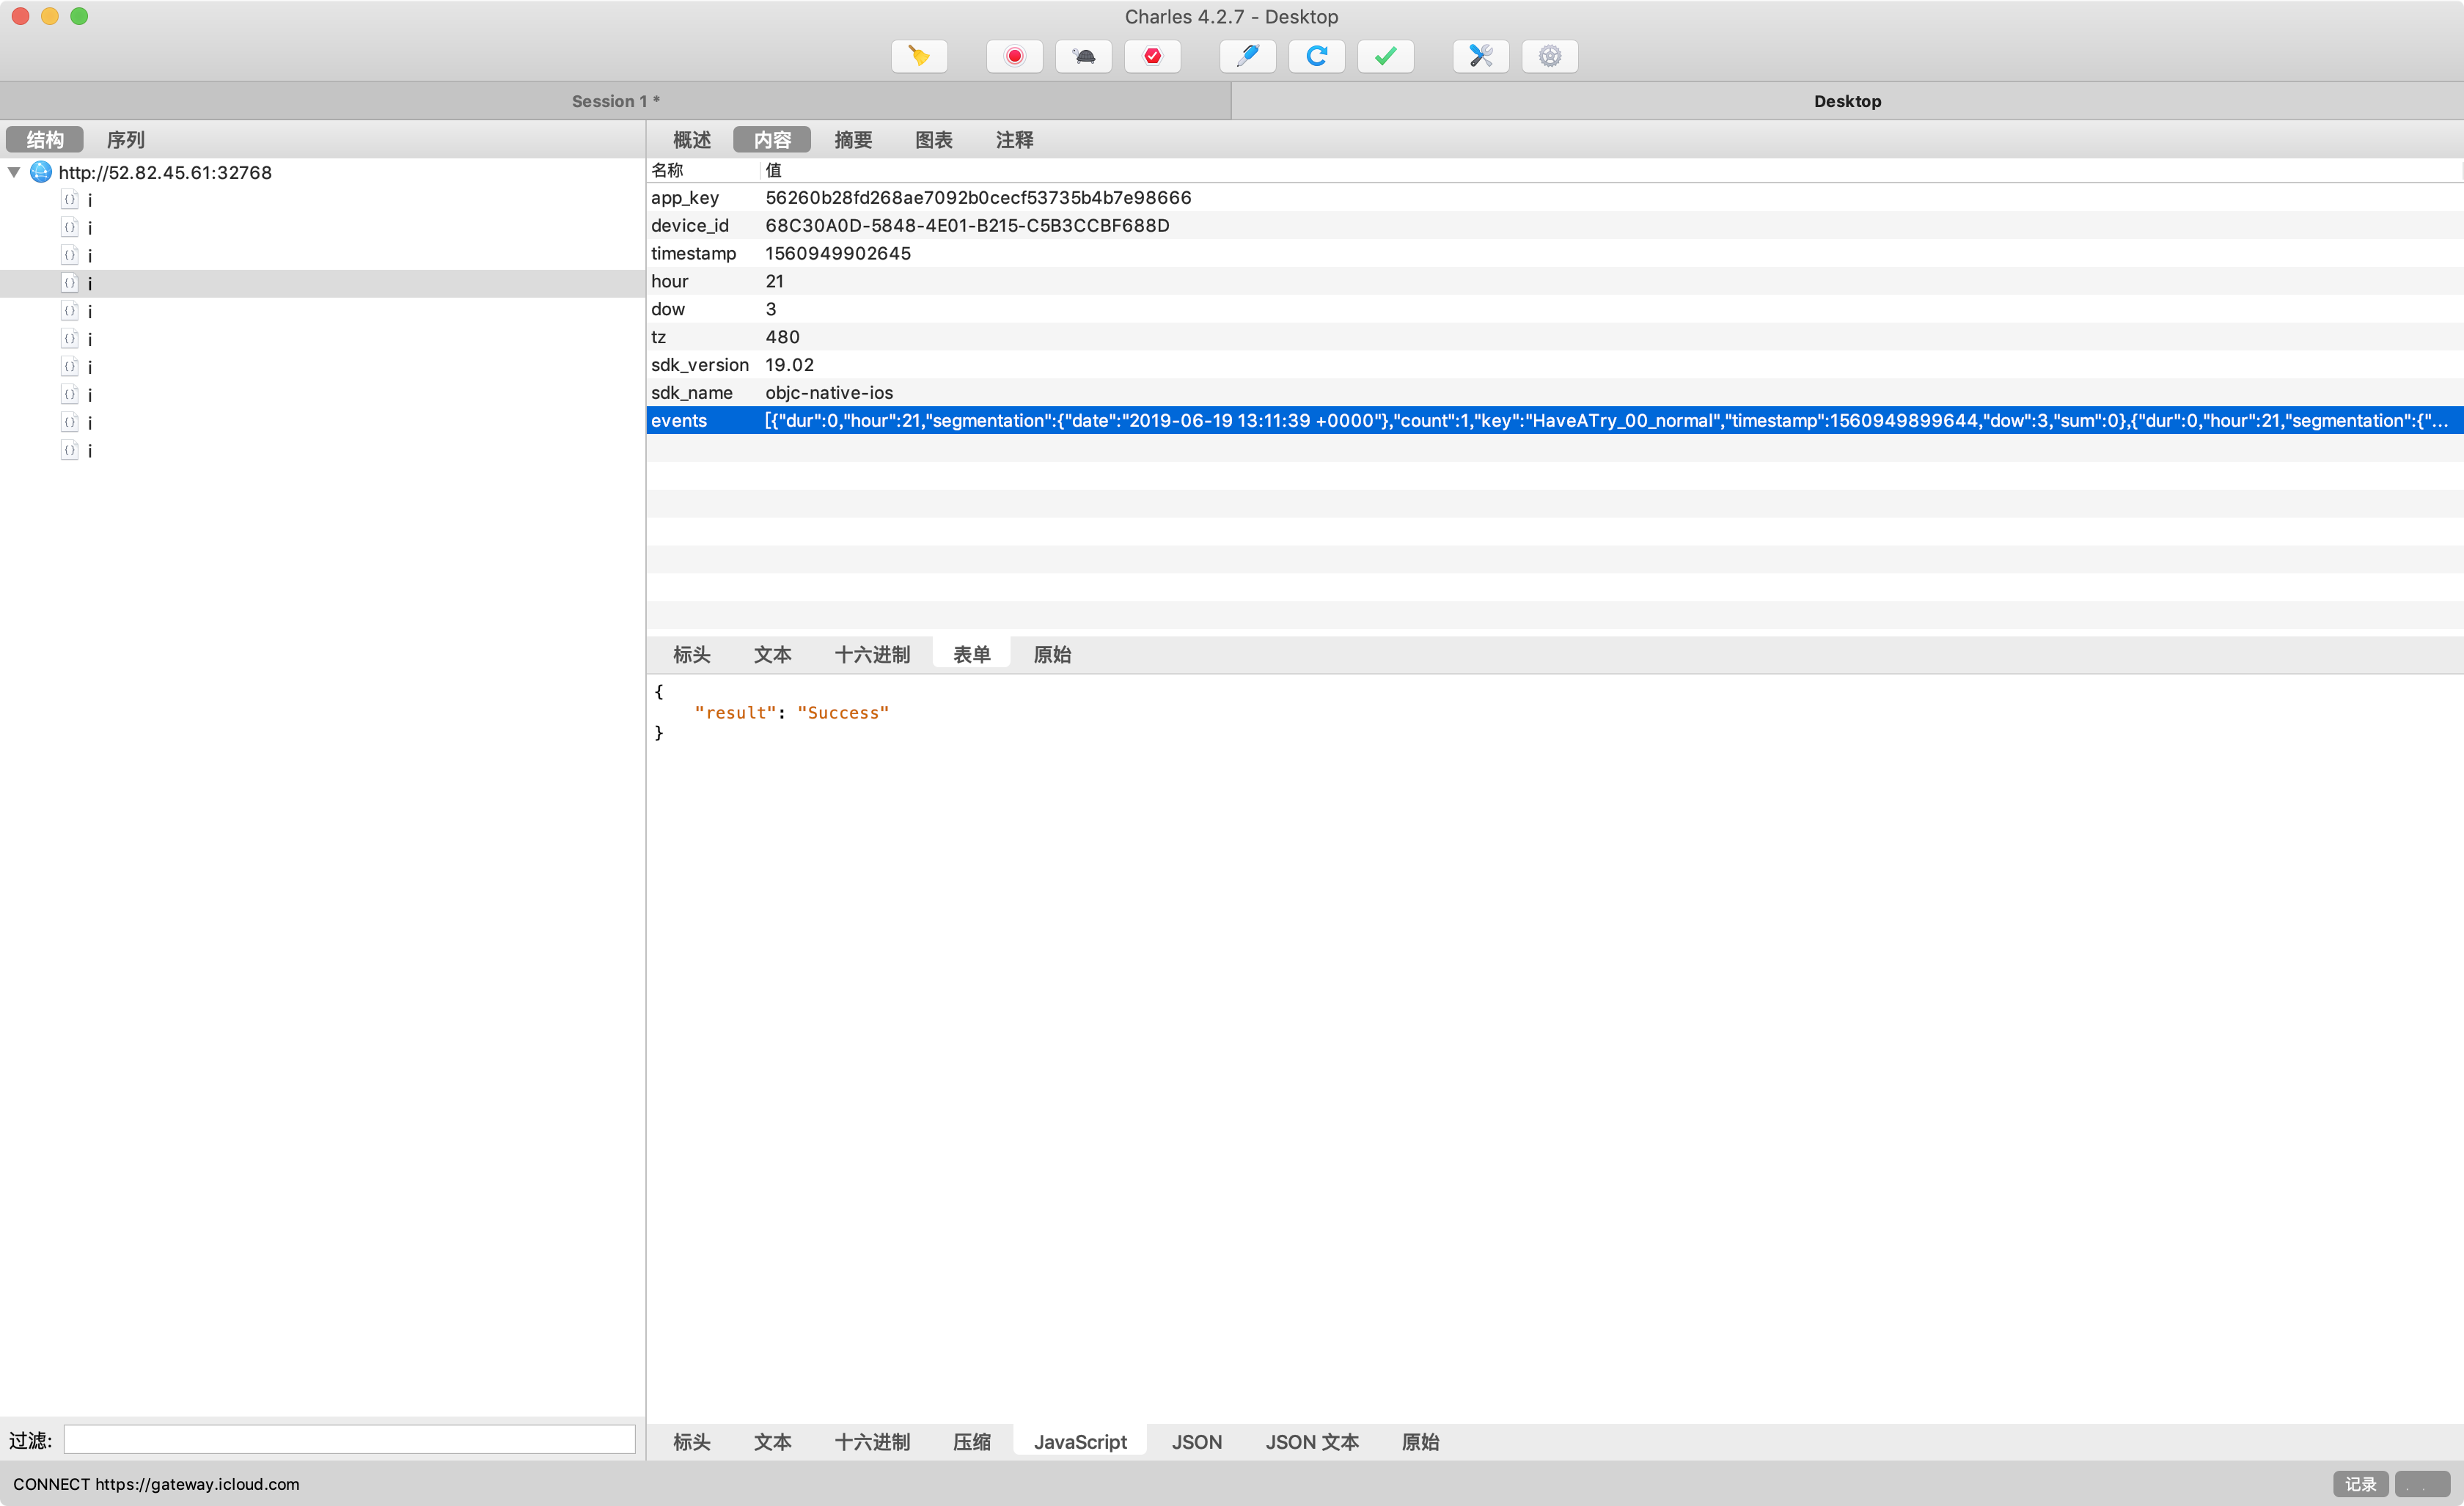 Charles 4.2.7 - Desktop
Session 1 *
Desktop
结构 序列
概述 内容 摘要 图表 注释
http://52.82.45.61:32768
i
i
i
i
i
i
i
i
i
i
名称 值
app_key 56260b28fd268ae7092b0cecf53735b4b7e98666
device_id 68C30A0D-5848-4E01-B215-C5B3CCBF688D
timestamp 1560949902645
hour 21
dow 3
tz 480
sdk_version 19.02
sdk_name objc-native-ios
events [{"dur":0,"hour":21,"segmentation":{"date":"2019-06-19 13:11:39 +0000"},"count":1,"key":"HaveATry_00_normal","timestamp":1560949899644,"dow":3,"sum":0},{"dur":0,"hour":21,"segmentation":{"...
标头 文本 十六进制 表单 原始
{
"result": "Success"
}
过滤:
标头 文本 十六进制 压缩 JavaScript JSON JSON 文本 原始
CONNECT https://gateway.icloud.com
记录